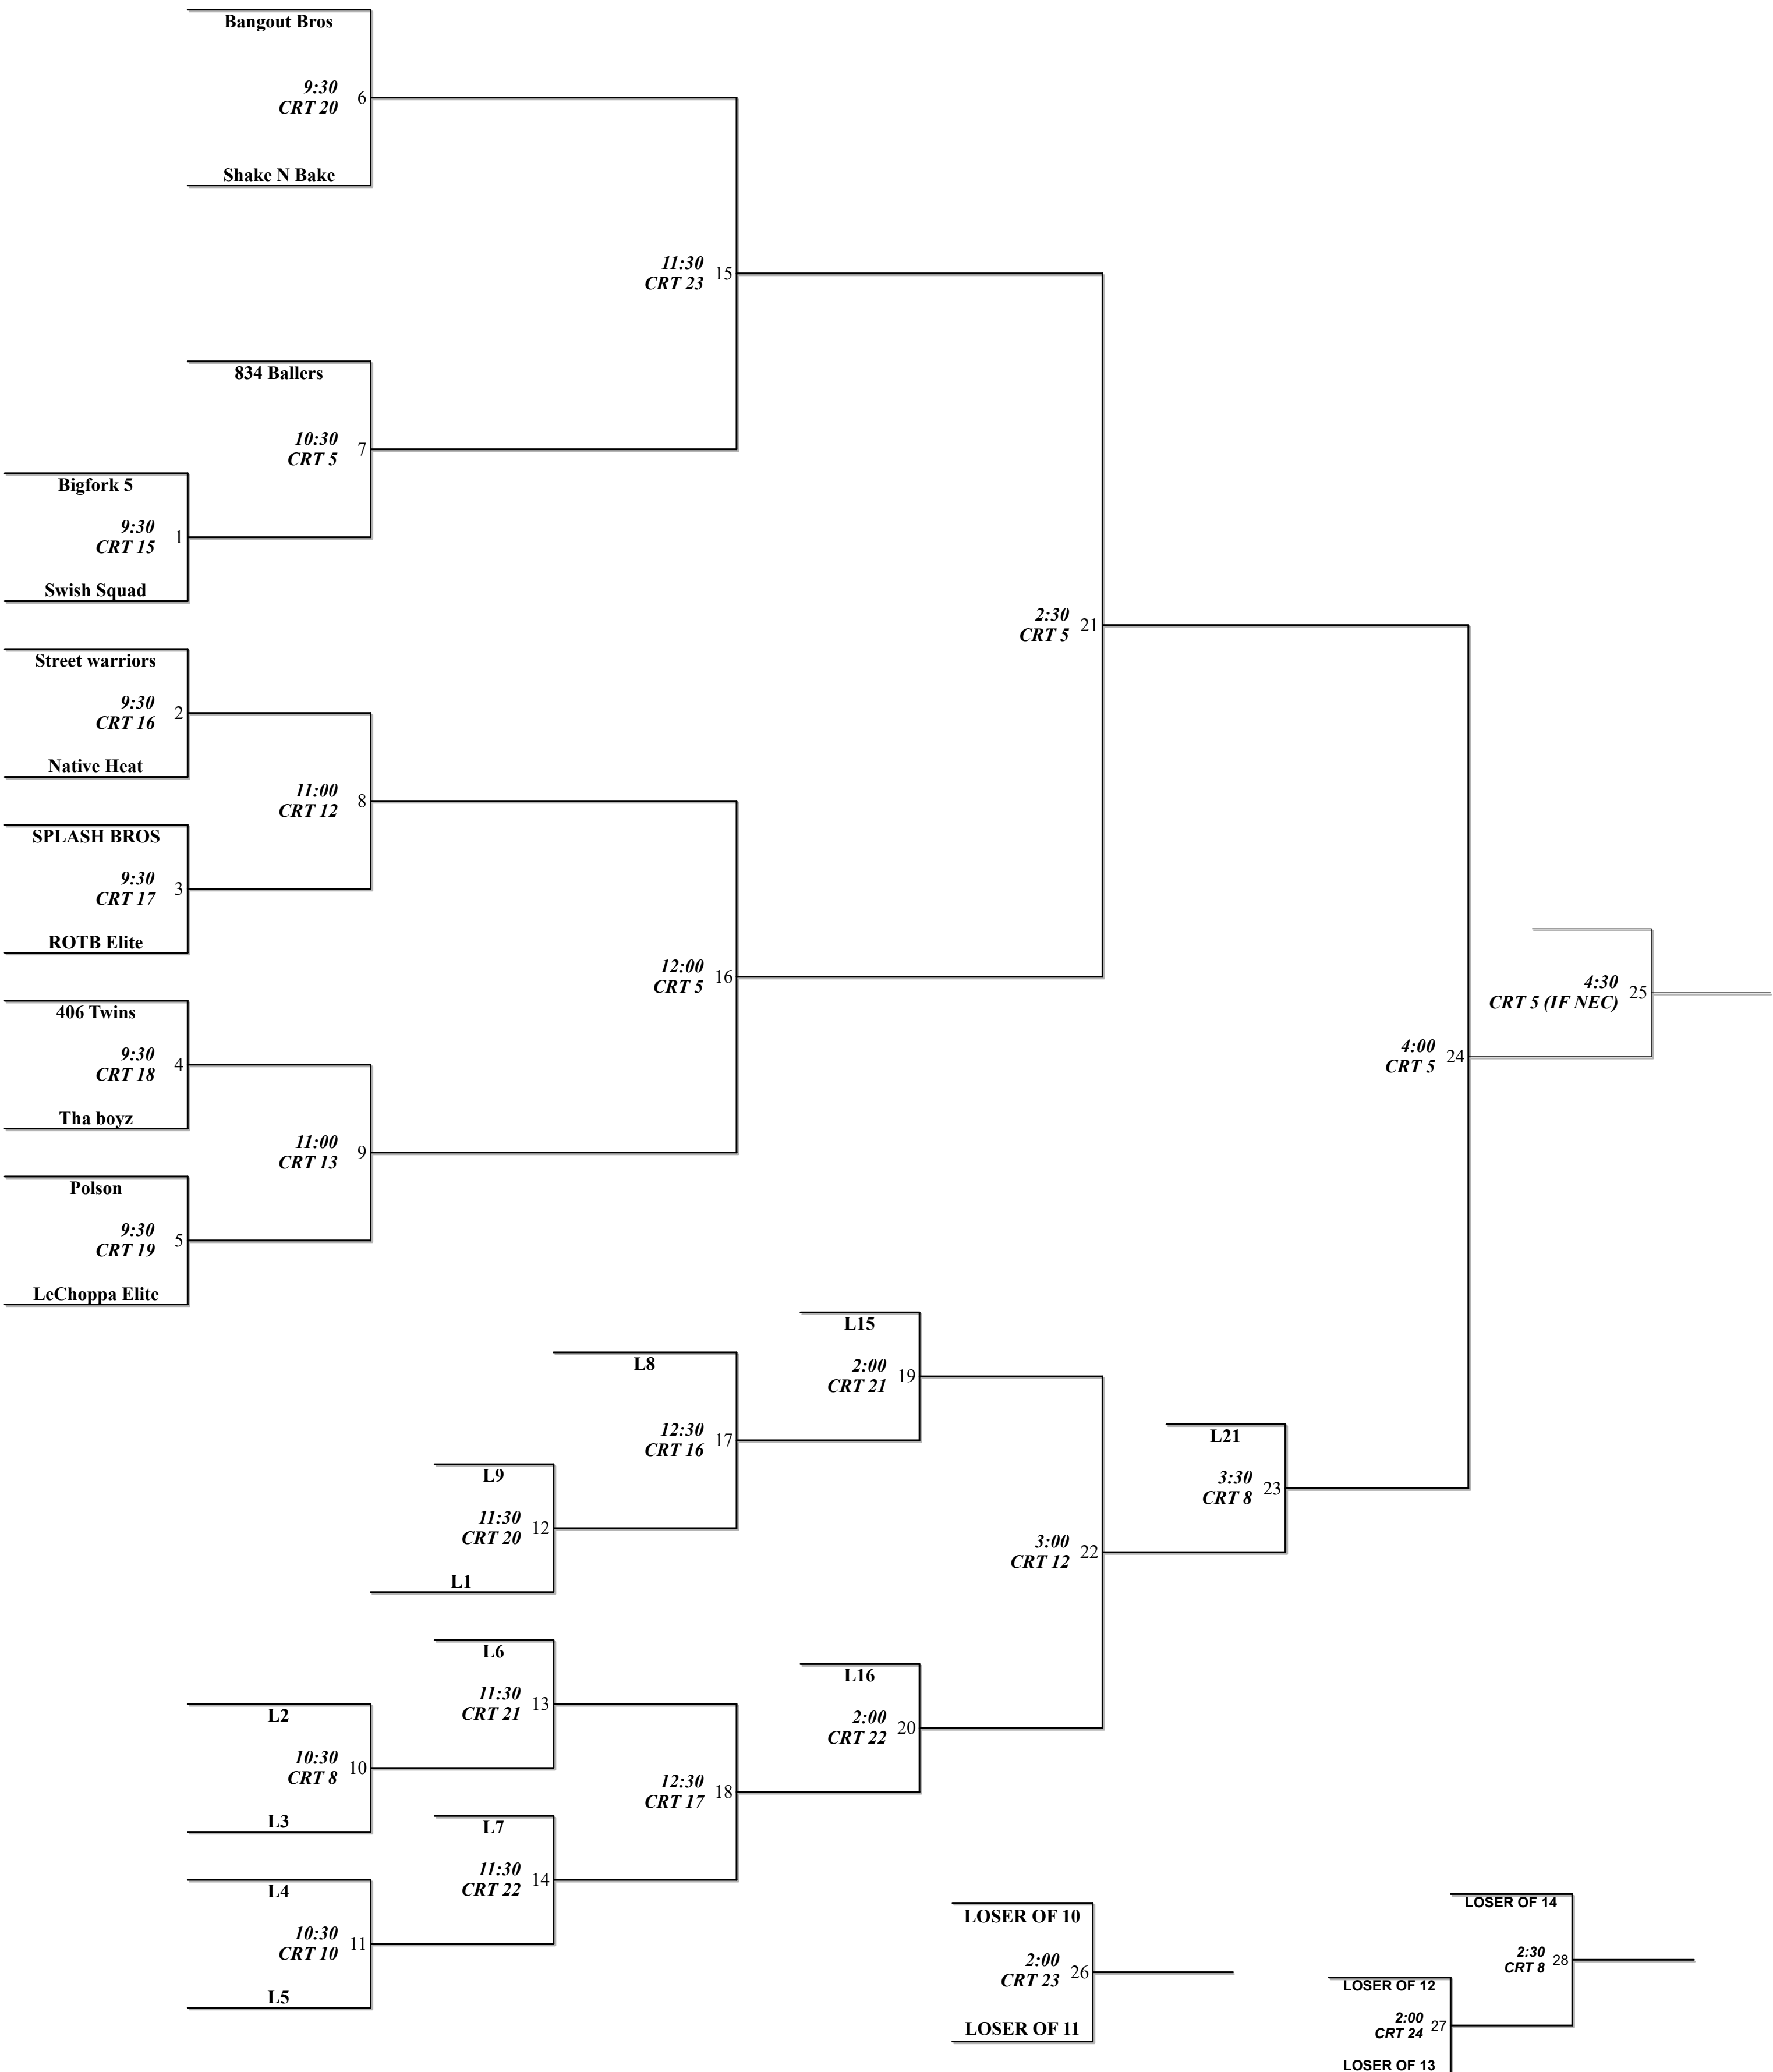 Bangout Bros
9:30
CRT 20
6
Shake N Bake
11:30
CRT 23
15
834 Ballers
10:30
CRT 5
7
Bigfork 5
9:30
CRT 15
1
Swish Squad
2:30
CRT 5
21
Street warriors
9:30
CRT 16
2
Native Heat
11:00
CRT 12
8
SPLASH BROS
9:30
CRT 17
3
ROTB Elite
12:00
CRT 5
16
4:30
CRT 5 (IF NEC)
25
406 Twins
9:30
CRT 18
4
Tha boyz
4:00
CRT 5
24
11:00
CRT 13
9
Polson
9:30
CRT 19
5
LeChoppa Elite
L15
2:00
CRT 21
19
L8
12:30
CRT 16
17
L21
3:30
CRT 8
23
L9
11:30
CRT 20
12
L1
3:00
CRT 12
22
L6
11:30
CRT 21
13
L16
2:00
CRT 22
20
L2
10:30
CRT 8
10
L3
12:30
CRT 17
18
L7
11:30
CRT 22
14
L4
10:30
CRT 10
11
L5
LOSER OF 10
2:00
CRT 23
26
LOSER OF 11
LOSER OF 14
2:30
CRT 8
28
LOSER OF 12
2:00
CRT 24
27
LOSER OF 13